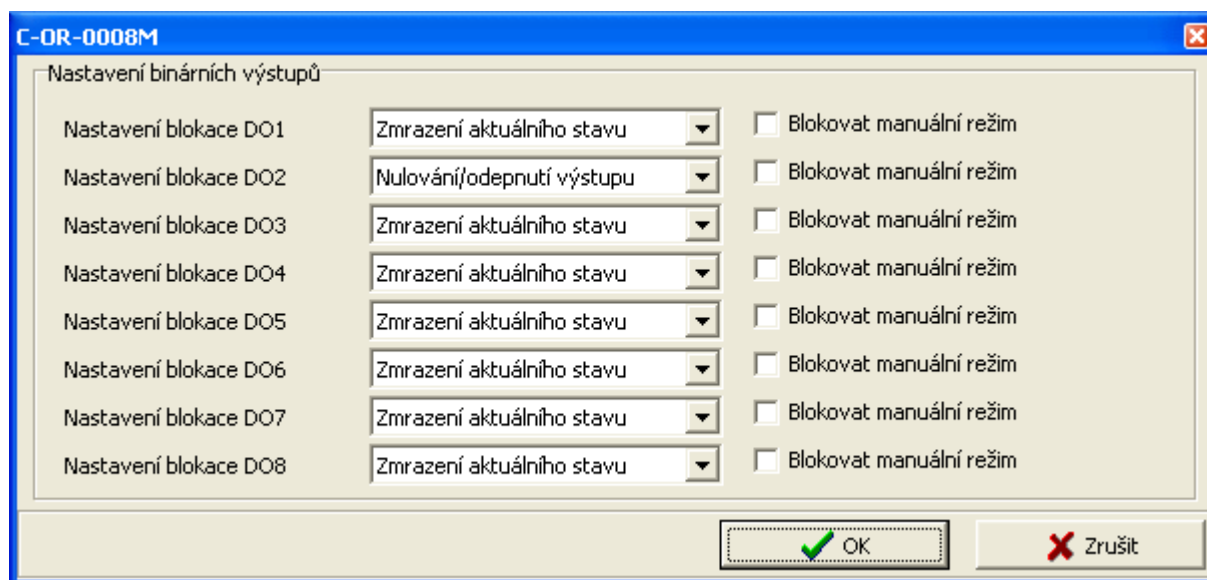 C-OR-0008M
Nastavení binárních výstupů
Nastavení blokace DO1 Zmrazení aktuálního stavu Blokovat manuální režim
Nastavení blokace DO2 Nulování/odepnutí výstupu Blokovat manuální režim
Nastavení blokace DO3 Zmrazení aktuálního stavu Blokovat manuální režim
Nastavení blokace DO4 Zmrazení aktuálního stavu Blokovat manuální režim
Nastavení blokace DO5 Zmrazení aktuálního stavu Blokovat manuální režim
Nastavení blokace DO6 Zmrazení aktuálního stavu Blokovat manuální režim
Nastavení blokace DO7 Zmrazení aktuálního stavu Blokovat manuální režim
Nastavení blokace DO8 Zmrazení aktuálního stavu Blokovat manuální režim
OK Zrušit